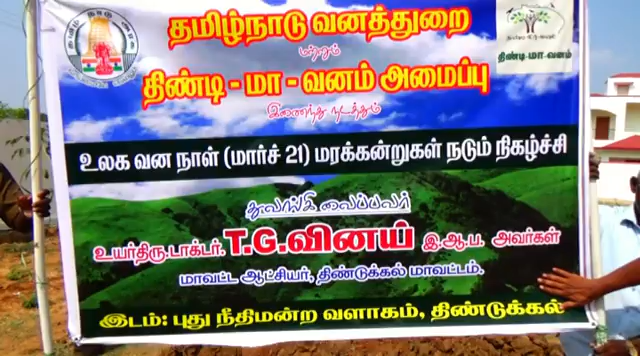 தமிழ்நாடு வனத்துறை
மற்றும்
திண்டி - மா - வனம் அமைப்பு
இணைந்து நடத்தும்
உலக வன நாள் (மார்ச் 21) மரக்கன்றுகள் நடும் நிகழ்ச்சி
துவங்கி வைப்பவர்
உயர்திரு.டாக்டர்.T.G.வினய் இ.ஆ.ப. அவர்கள்
மாவட்ட ஆட்சியர், திண்டுக்கல் மாவட்டம்.
இடம்: புது நீதிமன்ற வளாகம், திண்டுக்கல்
திண்டி-மா-வனம்